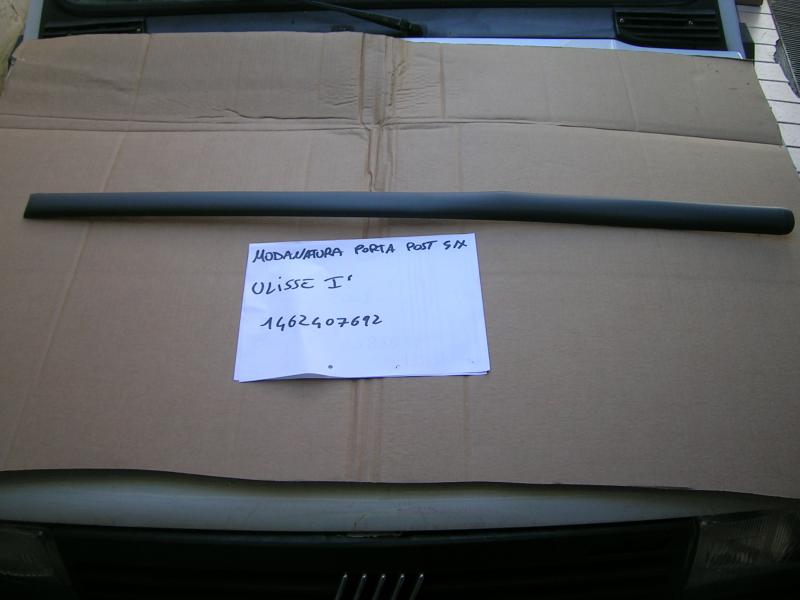 MODANATURA PORTA POST S/X
ULISSE I°
1462407692